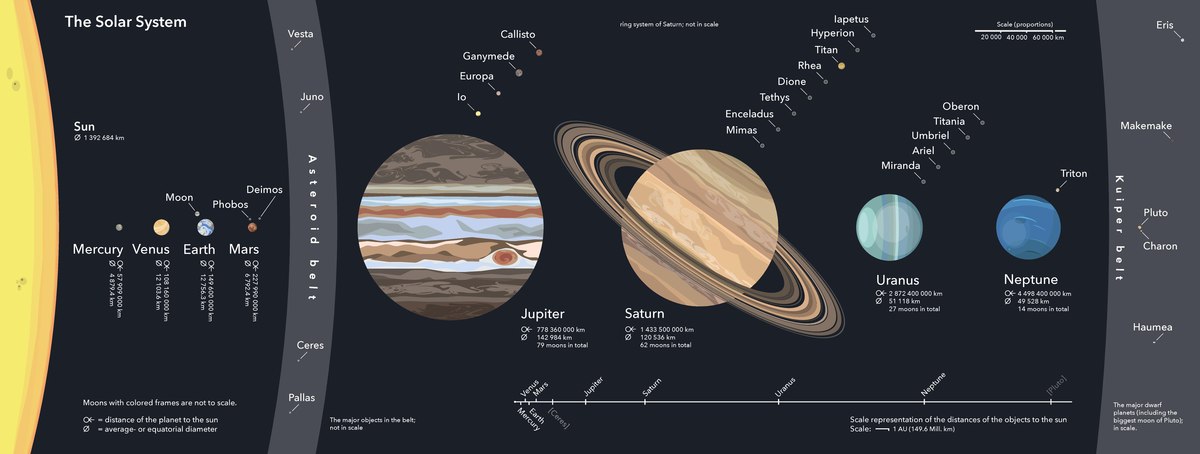 The Solar System
Sun
Ø 1 392 684 km
Moon
Phobos
Deimos
Mercury
57 909 000 km
Ø 4 879.4 km
Venus
108 160 000 km
Ø 12 103.6 km
Earth
149 600 000 km
Ø 12 756.3 km
Mars
227 990 000 km
Ø 6 792.4 km
Moons with colored frames are not to scale.
= distance of the planet to the sun
Ø = average- or equatorial diameter
Vesta
Juno
Asteroid belt
Ceres
Pallas
The major objects in the belt;
not in scale
Callisto
Ganymede
Europa
Io
Jupiter
778 360 000 km
Ø 142 984 km
79 moons in total
ring system of Saturn; not in scale
Iapetus
Hyperion
Titan
Rhea
Dione
Tethys
Enceladus
Mimas
Saturn
1 433 500 000 km
Ø 120 536 km
62 moons in total
Scale (proportions)
20 000 40 000 60 000 km
Oberon
Titania
Umbriel
Ariel
Miranda
Uranus
2 872 400 000 km
Ø 51 118 km
27 moons in total
Triton
Neptune
4 498 400 000 km
Ø 49 528 km
14 moons in total
Mercury
Venus
Earth
Mars
[Ceres]
Jupiter
Saturn
Uranus
Neptune
[Pluto]
Scale representation of the distances of the objects to the sun
Scale: 1 AU (149.6 Mill. km)
Eris
Makemake
Kuiper belt
Pluto
Charon
Haumea
The major dwarf
planets (including the
biggest moon of Pluto);
in scale.